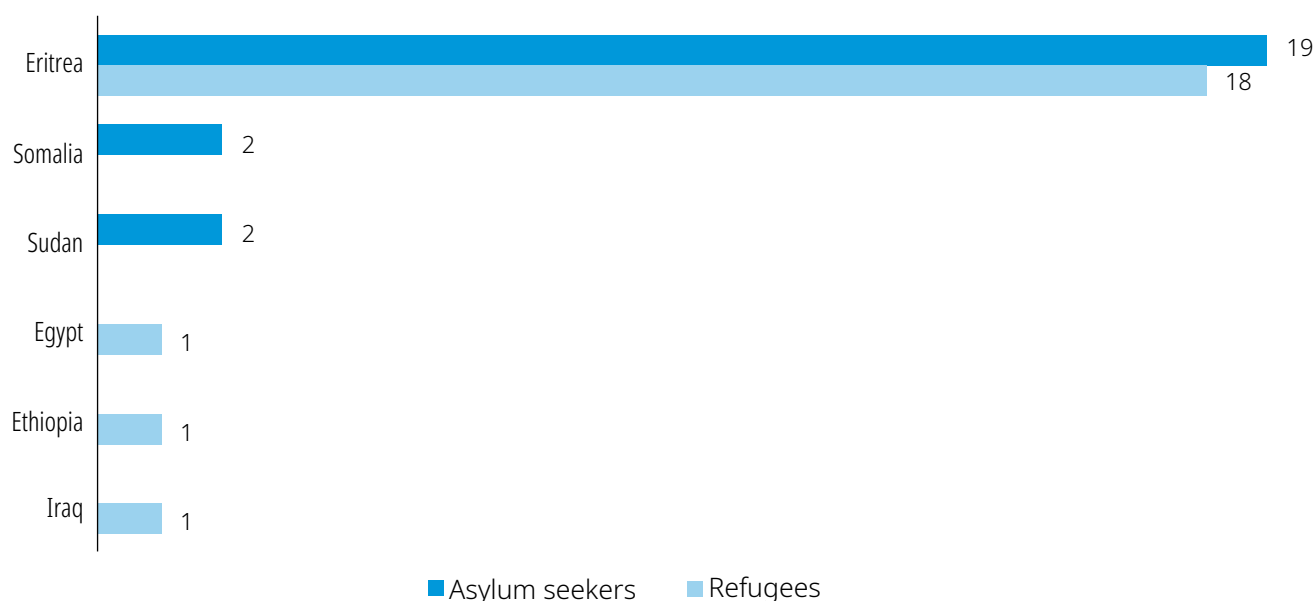 Eritrea
19
18
Somalia
2
Sudan
2
Egypt
1
Ethiopia
1
Iraq
1
Asylum seekers Refugees